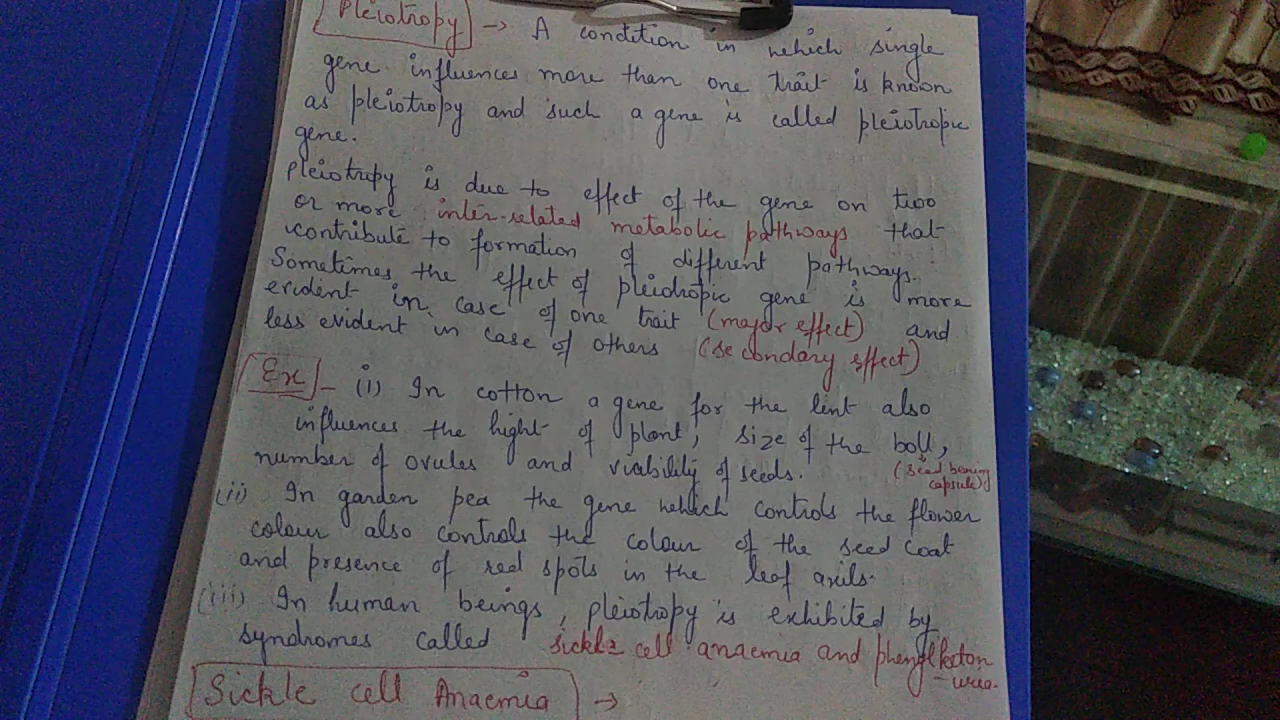 Pleiotropy → A condition in which single
gene influences more than one trait is known
as pleiotropy and such a gene is called pleiotropic
gene.
Pleiotropy is due to effect of the gene on two
or more inter-related metabolic pathways that
contribute to formation of different pathways.
Sometimes the effect of pleiotropic gene is more
evident in case of one trait (major effect) and
less evident in case of others (secondary effect)
Ex - (i) In cotton a gene for the lint also
influences the hight of plant, size of the boll,
number of ovules and viability of seeds. (seed bearing
capsule)
(ii) In garden pea the gene which controls the flower
colour also controls the colour of the seed coat
and presence of red spots in the leaf axils.
(iii) In human beings, pleiotropy is exhibited by
syndromes called sickle cell anaemia and phenylketon
-urea.
Sickle cell Anaemia →